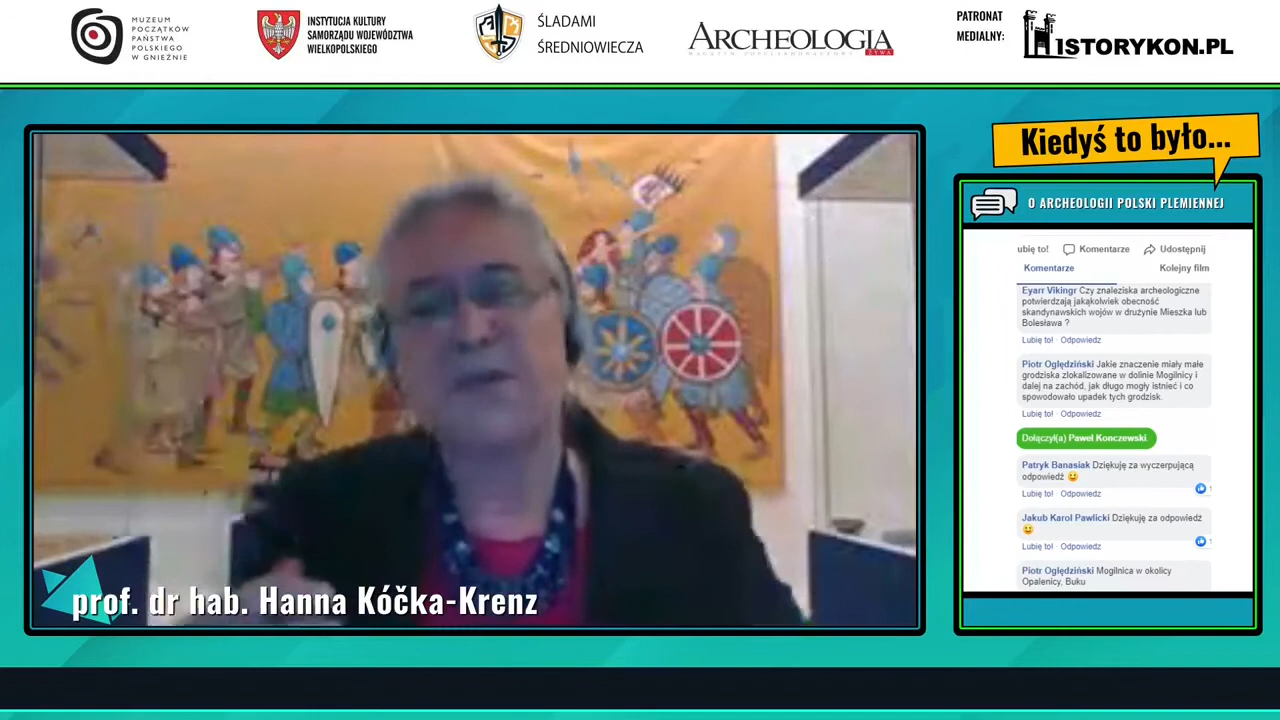 MUZEUM
POCZĄTKÓW
PAŃSTWA
POLSKIEGO
W GNIEŹNIE
INSTYTUCJA KULTURY
SAMORZĄDU WOJEWÓDZTWA
WIELKOPOLSKIEGO
ŚLADAMI
ŚREDNIOWIECZA
ARCHEOLOGIA
ŻYWA
PATRONAT
MEDIALNY:
HISTORYKON.PL
Kiedyś to było...
O ARCHEOLOGII POLSKI PLEMIENNEJ
ubię to! Komentarze Udostępnij
Komentarze Kolejny film
Eyarr Vikingr Czy znaleziska archeologiczne
potwierdzają jakąkolwiek obecność
skandynawskich wojów w drużynie Mieszka lub
Bolesława ?
Lubię to! · Odpowiedz
Piotr Oględziński Jakie znaczenie miały małe
grodziska zlokalizowane w dolinie Mogilnicy i
dalej na zachód, jak długo mogły istnieć i co
spowodowało upadek tych grodzisk.
Lubię to! · Odpowiedz
Dołączył(a) Paweł Konczewski.
Patryk Banasiak Dziękuję za wyczerpującą
odpowiedź 🙂
Lubię to! · Odpowiedz 1
Jakub Karol Pawlicki Dziękuję za odpowiedź
🙂
Lubię to! · Odpowiedz 1
Piotr Oględziński Mogilnica w okolicy
Opalenicy, Buku
prof. dr hab. Hanna Kóčka-Krenz